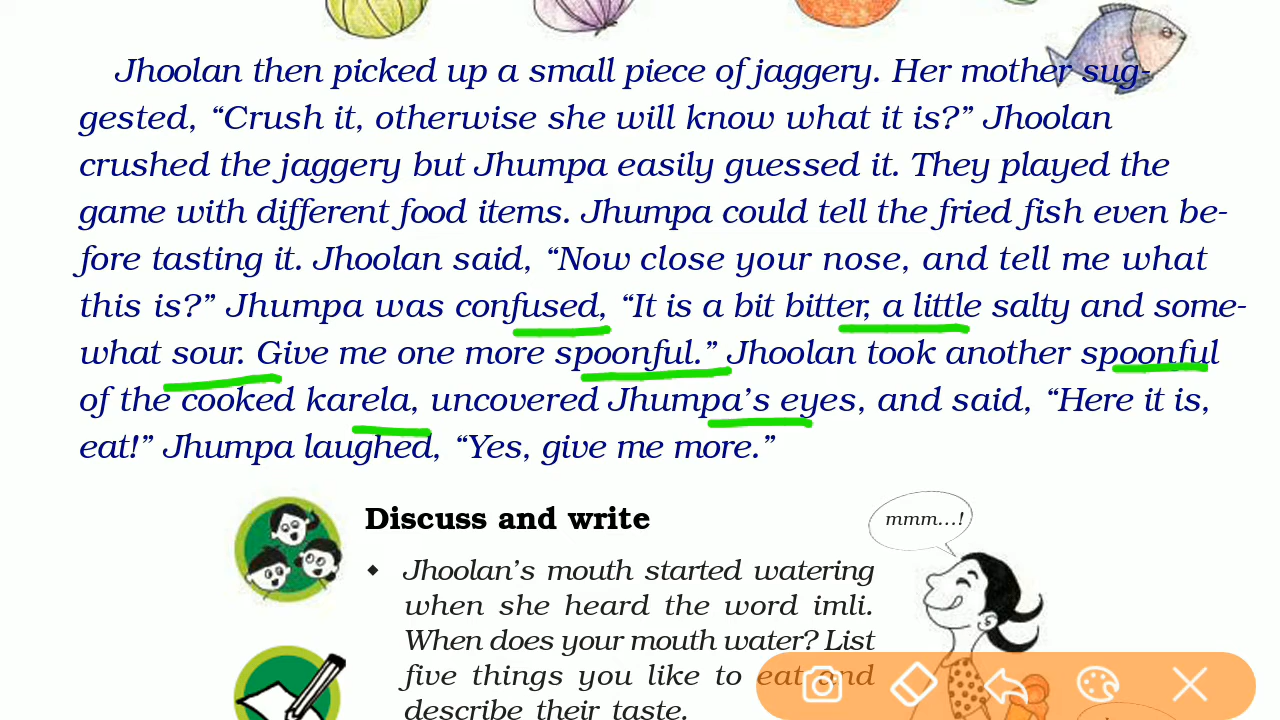 Jhoolan then picked up a small piece of jaggery. Her mother sug-
gested, “Crush it, otherwise she will know what it is?” Jhoolan
crushed the jaggery but Jhumpa easily guessed it. They played the
game with different food items. Jhumpa could tell the fried fish even be-
fore tasting it. Jhoolan said, “Now close your nose, and tell me what
this is?” Jhumpa was confused, “It is a bit bitter, a little salty and some-
what sour. Give me one more spoonful.” Jhoolan took another spoonful
of the cooked karela, uncovered Jhumpa’s eyes, and said, “Here it is,
eat!” Jhumpa laughed, “Yes, give me more.”
Discuss and write
mmm...!
◆ Jhoolan’s mouth started watering
when she heard the word imli.
When does your mouth water? List
five things you like to eat and
describe their taste.